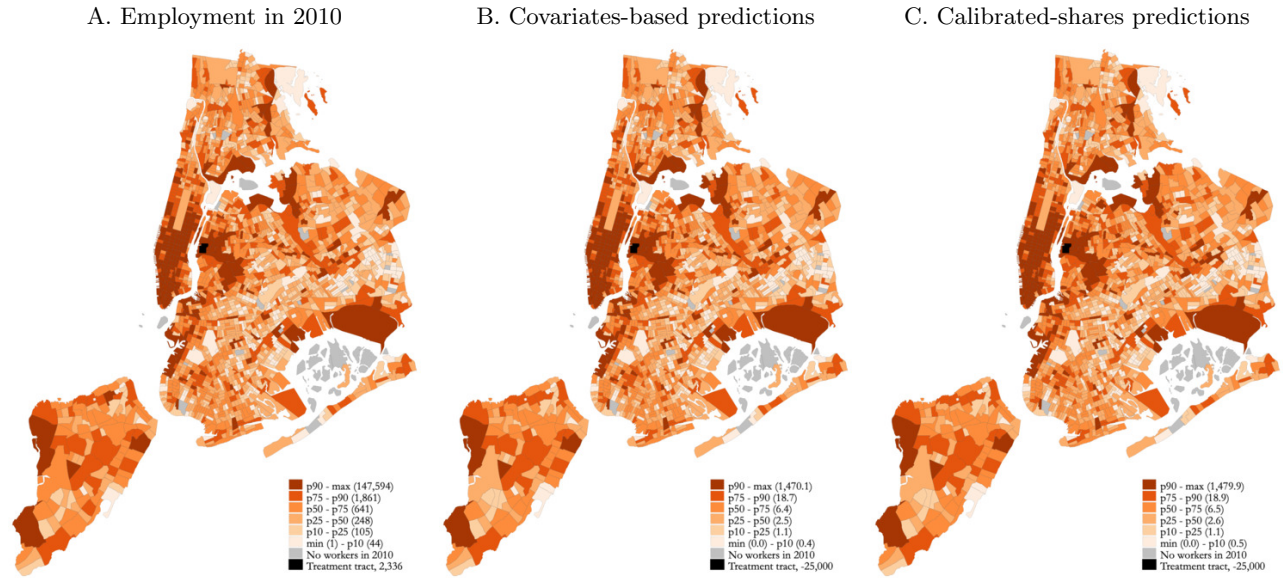 A. Employment in 2010
B. Covariates-based predictions
C. Calibrated-shares predictions
p90 - max (147,594)
p75 - p90 (1,861)
p50 - p75 (641)
p25 - p50 (248)
p10 - p25 (105)
min (1) - p10 (44)
No workers in 2010
Treatment tract, 2,336
p90 - max (1,470.1)
p75 - p90 (18.7)
p50 - p75 (6.4)
p25 - p50 (2.5)
p10 - p25 (1.1)
min (0.0) - p10 (0.4)
No workers in 2010
Treatment tract, -25,000
p90 - max (1,479.9)
p75 - p90 (18.9)
p50 - p75 (6.5)
p25 - p50 (2.6)
p10 - p25 (1.1)
min (0.0) - p10 (0.5)
No workers in 2010
Treatment tract, -25,000